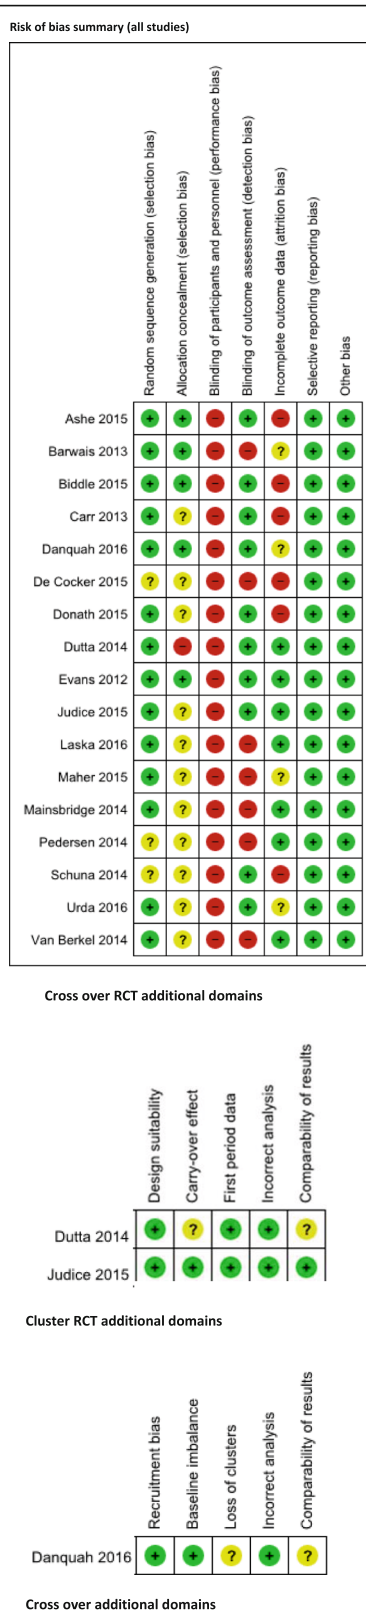 Risk of bias summary (all studies)
Random sequence generation (selection bias)
Allocation concealment (selection bias)
Blinding of participants and personnel (performance bias)
Blinding of outcome assessment (detection bias)
Incomplete outcome data (attrition bias)
Selective reporting (reporting bias)
Other bias
Ashe 2015 + + - + - + +
Barwais 2013 + + - - ? + +
Biddle 2015 + + - + - + +
Carr 2013 + ? - + - + +
Danquah 2016 + + - + ? + +
De Cocker 2015 ? ? - - - + +
Donath 2015 + ? - + - + +
Dutta 2014 + - - + + + +
Evans 2012 + + - + + + +
Judice 2015 + ? - + + + +
Laska 2016 + ? - - + + +
Maher 2015 + ? - - ? + +
Mainsbridge 2014 + ? - - + + +
Pedersen 2014 ? ? - - + + +
Schuna 2014 ? ? - + - + +
Urda 2016 + ? - + ? + +
Van Berkel 2014 + ? - - + + +
Cross over RCT additional domains
Design suitability
Carry-over effect
First period data
Incorrect analysis
Comparability of results
Dutta 2014 + ? + + ?
Judice 2015 + + + + +
Cluster RCT additional domains
Recruitment bias
Baseline imbalance
Loss of clusters
Incorrect analysis
Comparability of results
Danquah 2016 + + ? + ?
Cross over additional domains